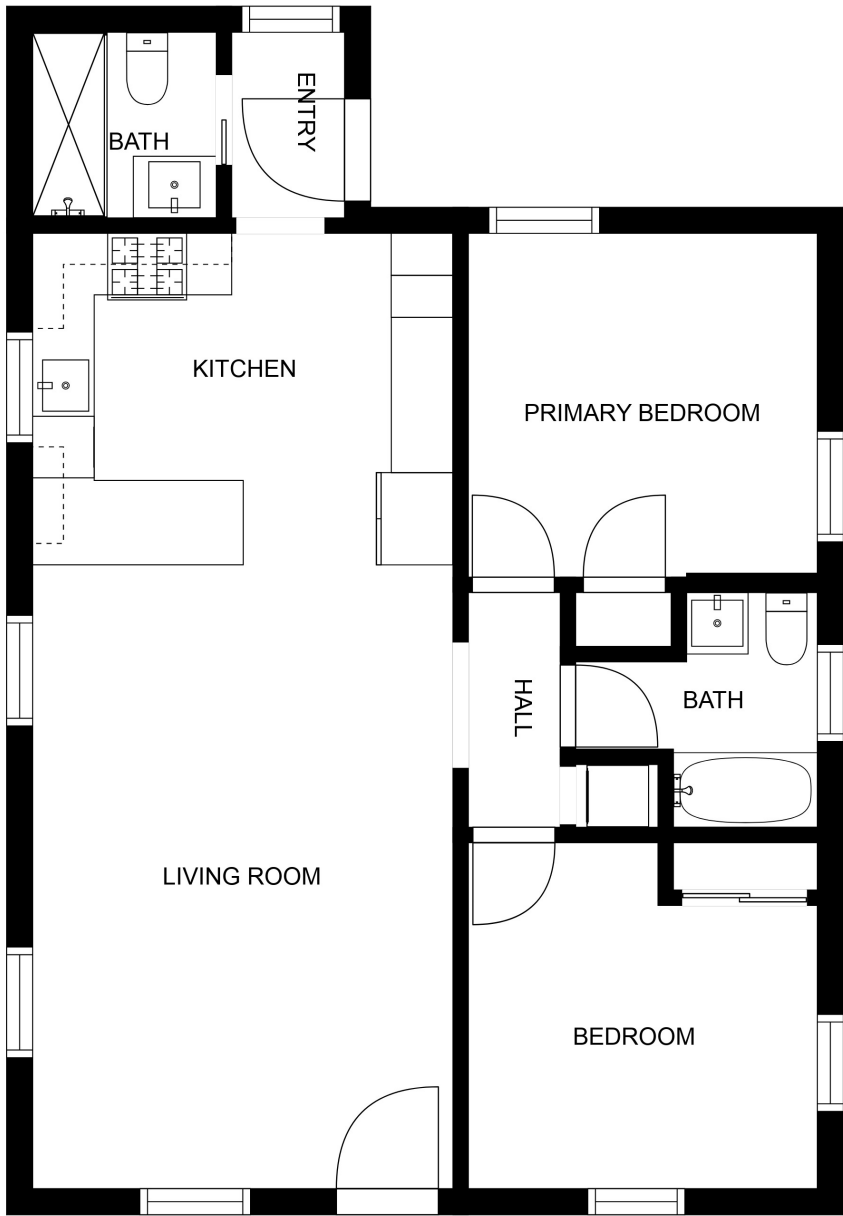 ENTRY
BATH
KITCHEN
PRIMARY BEDROOM
HALL
BATH
LIVING ROOM
BEDROOM